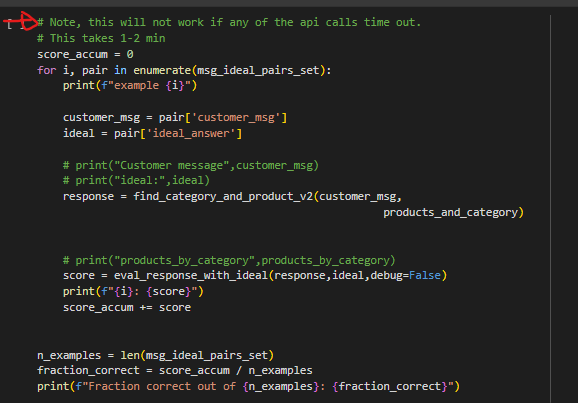 [ ] # Note, this will not work if any of the api calls time out.
# This takes 1-2 min
score_accum = 0
for i, pair in enumerate(msg_ideal_pairs_set):
    print(f"example {i}")

    customer_msg = pair['customer_msg']
    ideal = pair['ideal_answer']

    # print("Customer message",customer_msg)
    # print("ideal:",ideal)
    response = find_category_and_product_v2(customer_msg,
                                                      products_and_category)


    # print("products_by_category",products_by_category)
    score = eval_response_with_ideal(response,ideal,debug=False)
    print(f"{i}: {score}")
    score_accum += score


n_examples = len(msg_ideal_pairs_set)
fraction_correct = score_accum / n_examples
print(f"Fraction correct out of {n_examples}: {fraction_correct}")